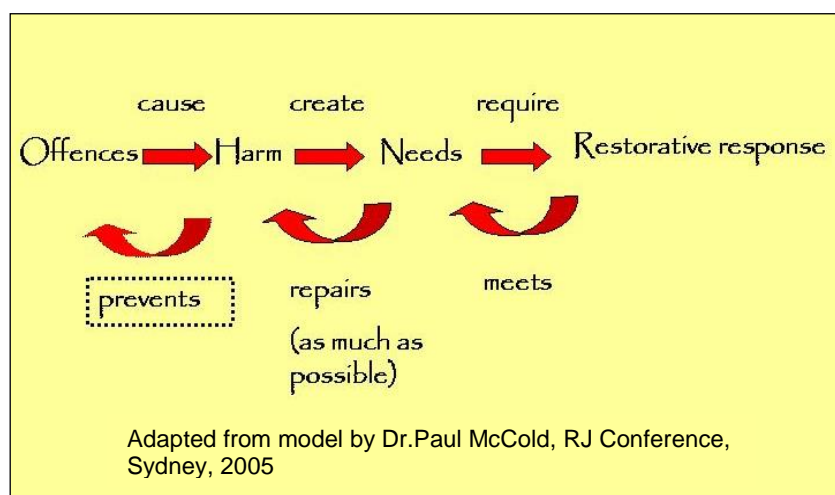 cause create require
Offences Harm Needs Restorative response
prevents repairs meets
(as much as
possible)
Adapted from model by Dr.Paul McCold, RJ Conference,
Sydney, 2005